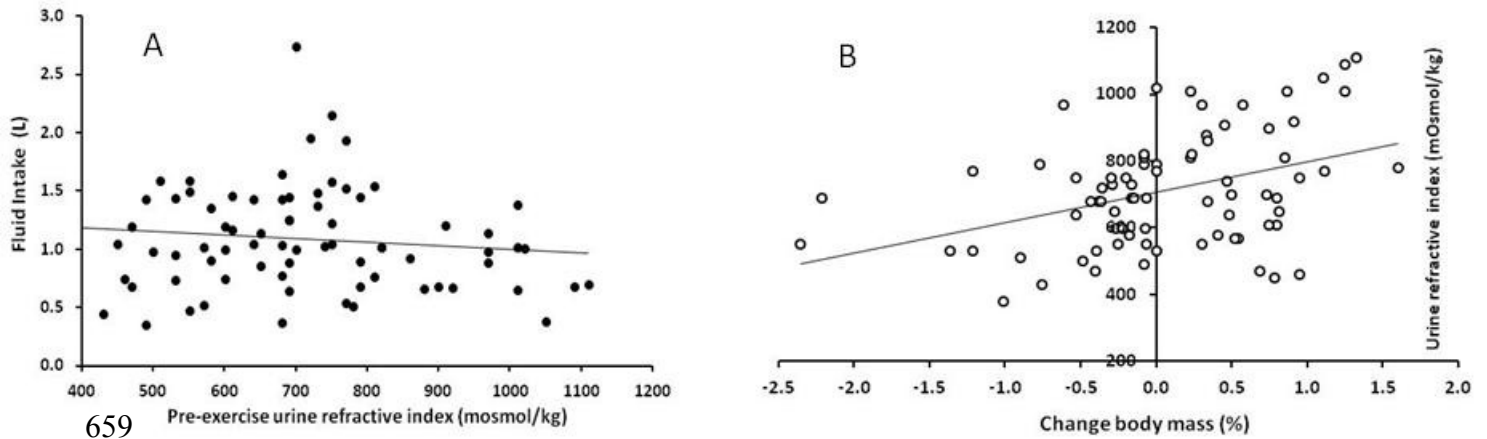 3.0
A
2.5
2.0
1.5
1.0
0.5
0.0
Fluid Intake (L)
400 500 600 700 800 900 1000 1100 1200
Pre-exercise urine refractive index (mosmol/kg)
659
B
1200
1000
800
600
400
200
Urine refractive index (mOsmol/kg)
-2.5 -2.0 -1.5 -1.0 -0.5 0.0 0.5 1.0 1.5 2.0
Change body mass (%)